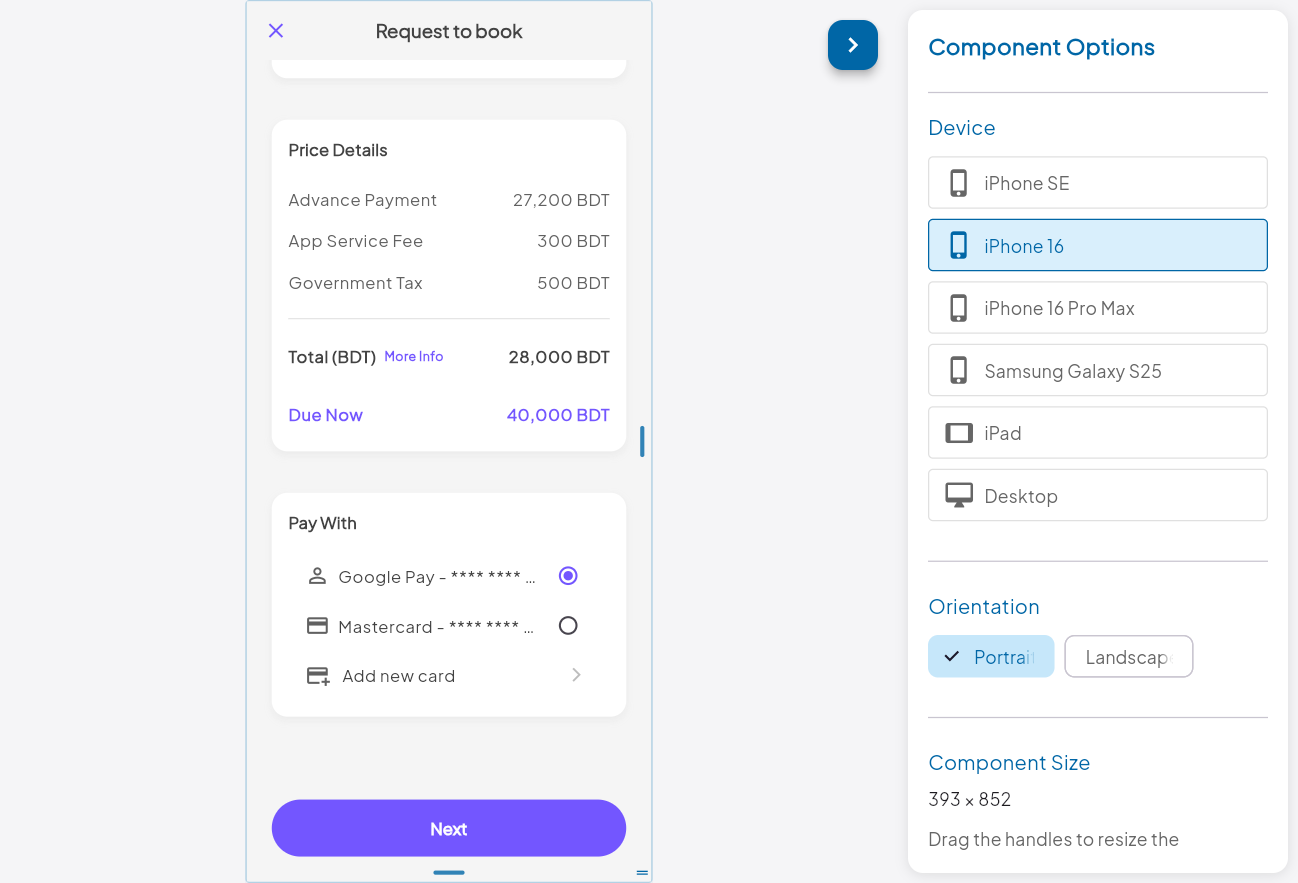 Request to book
Price Details
Advance Payment 27,200 BDT
App Service Fee 300 BDT
Government Tax 500 BDT
Total (BDT) More Info 28,000 BDT
Due Now 40,000 BDT
Pay With
Google Pay - **** **** ...
Mastercard - **** **** ...
Add new card
Next
Component Options
Device
iPhone SE
iPhone 16
iPhone 16 Pro Max
Samsung Galaxy S25
iPad
Desktop
Orientation
Portrait Landscap
Component Size
393 × 852
Drag the handles to resize the